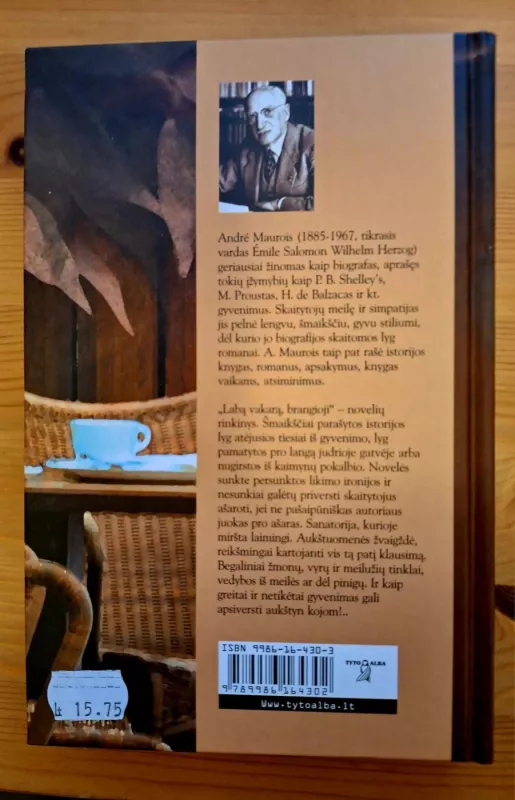 André Maurois (1885-1967, tikrasis
vardas Émile Salomon Wilhelm Herzog)
geriausiai žinomas kaip biografas, aprašęs
tokių įžymybių kaip P. B. Shelley's,
M. Proustas, H. de Balzacas ir kt.
gyvenimus. Skaitytojų meilę ir simpatijas
jis pelnė lengvu, šmaikščiu, gyvu stiliumi,
dėl kurio jo biografijos skaitomos lyg
romanai. A. Maurois taip pat rašė istorijos
knygas, romanus, apsakymus, knygas
vaikams, atsiminimus.
„Labą vakarą, brangioji" – novelių
rinkinys. Šmaikščiai parašytos istorijos
lyg atėjusios tiesiai iš gyvenimo, lyg
pamatytos pro langą judrioje gatvėje arba
nugirstos iš kaimynų pokalbio. Novelės
sunkte persunktos likimo ironijos ir
nesunkiai galėtų priversti skaitytojus
ašaroti, jei ne pašaipūniškas autoriaus
juokas pro ašaras. Sanatorija, kurioje
miršta laimingi. Aukštuomenės žvaigždė,
reikšmingai kartojanti vis tą patį klausimą.
Begaliniai žmonų, vyrų ir meilužių tinklai,
vedybos iš meilės ar dėl pinigų. Ir kaip
greitai ir netikėtai gyvenimas gali
apsiversti aukštyn kojom!..
ISBN 9986-16-430-3
9 789986 164302
TYTO ALBA
www.tytoalba.lt
Lt 15.75